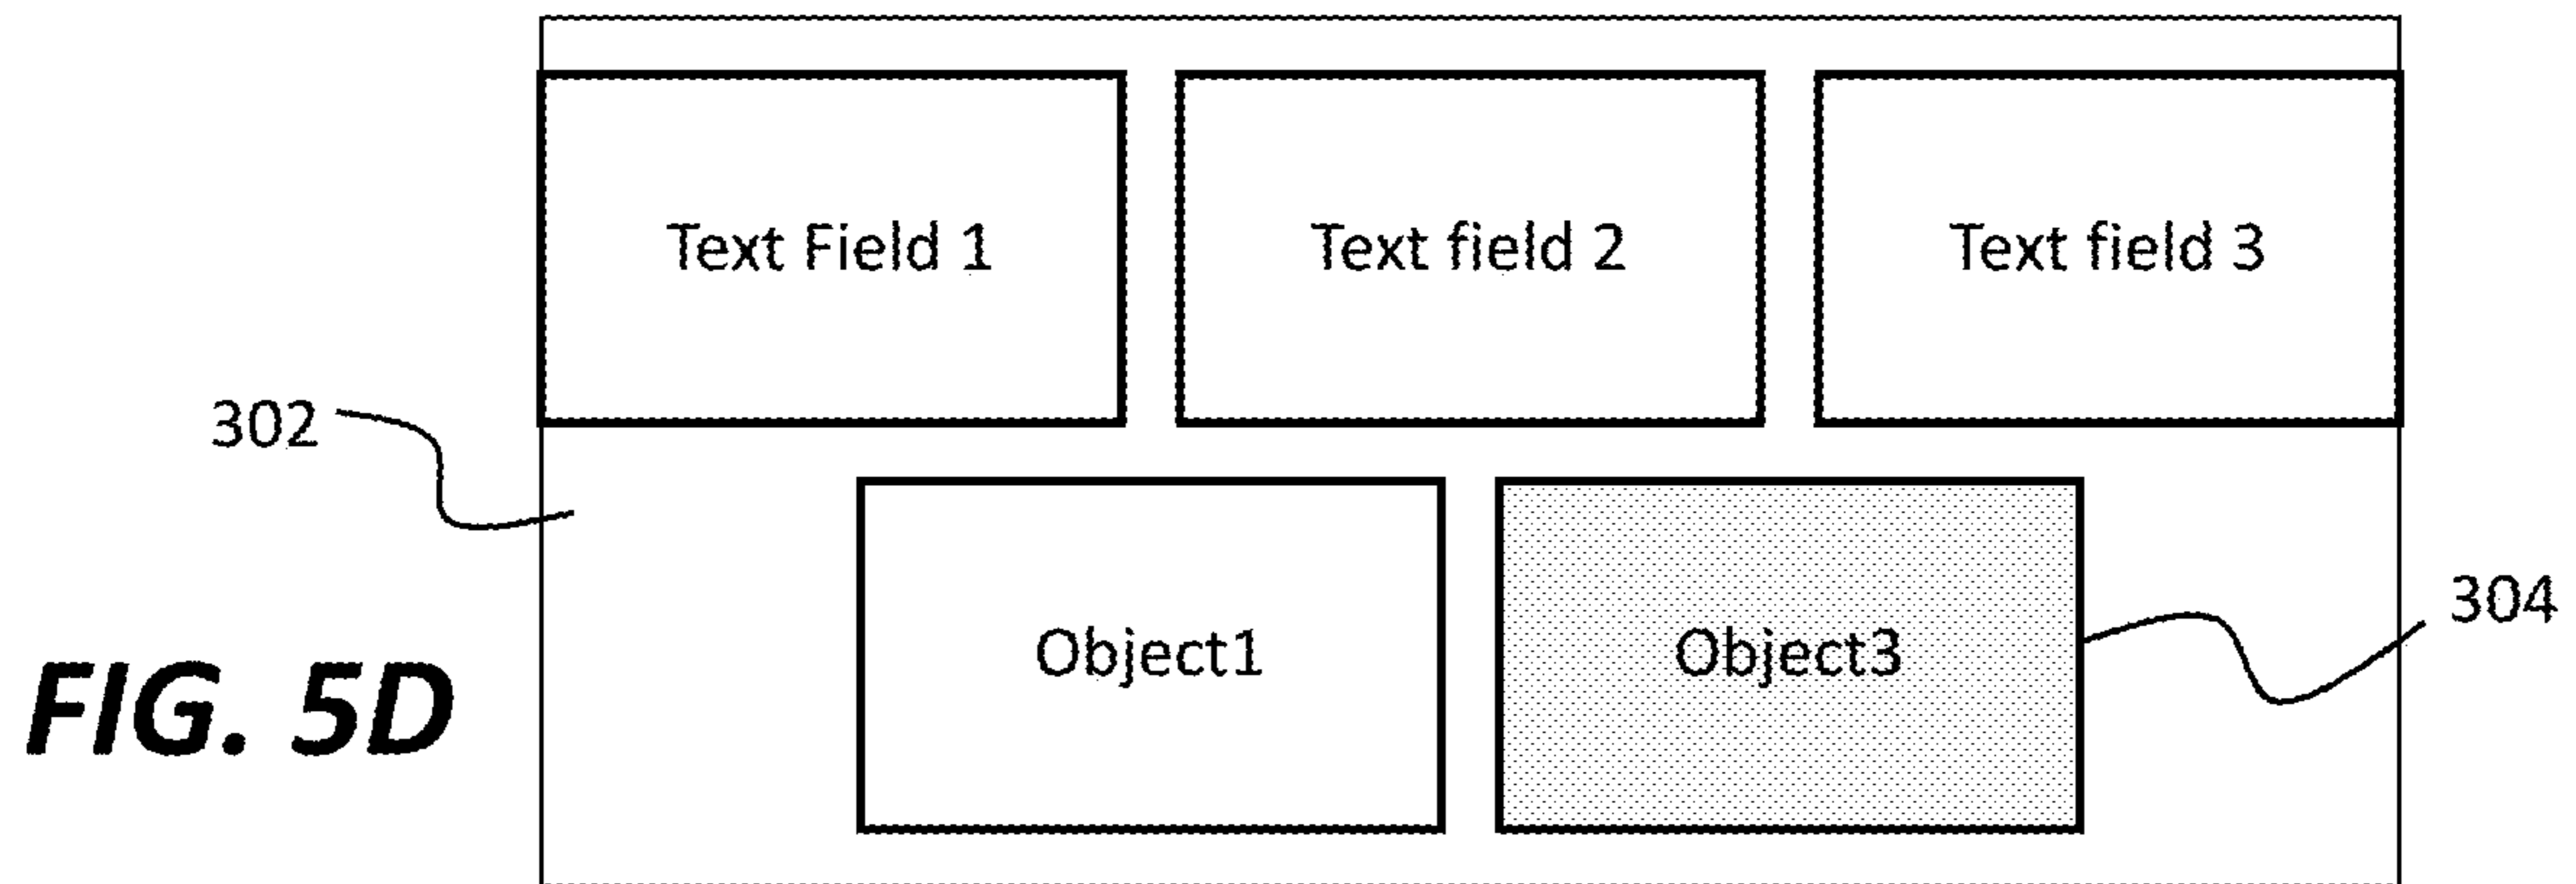 Text Field 1 Text field 2 Text field 3
302
304
Object1 Object3
FIG. 5D